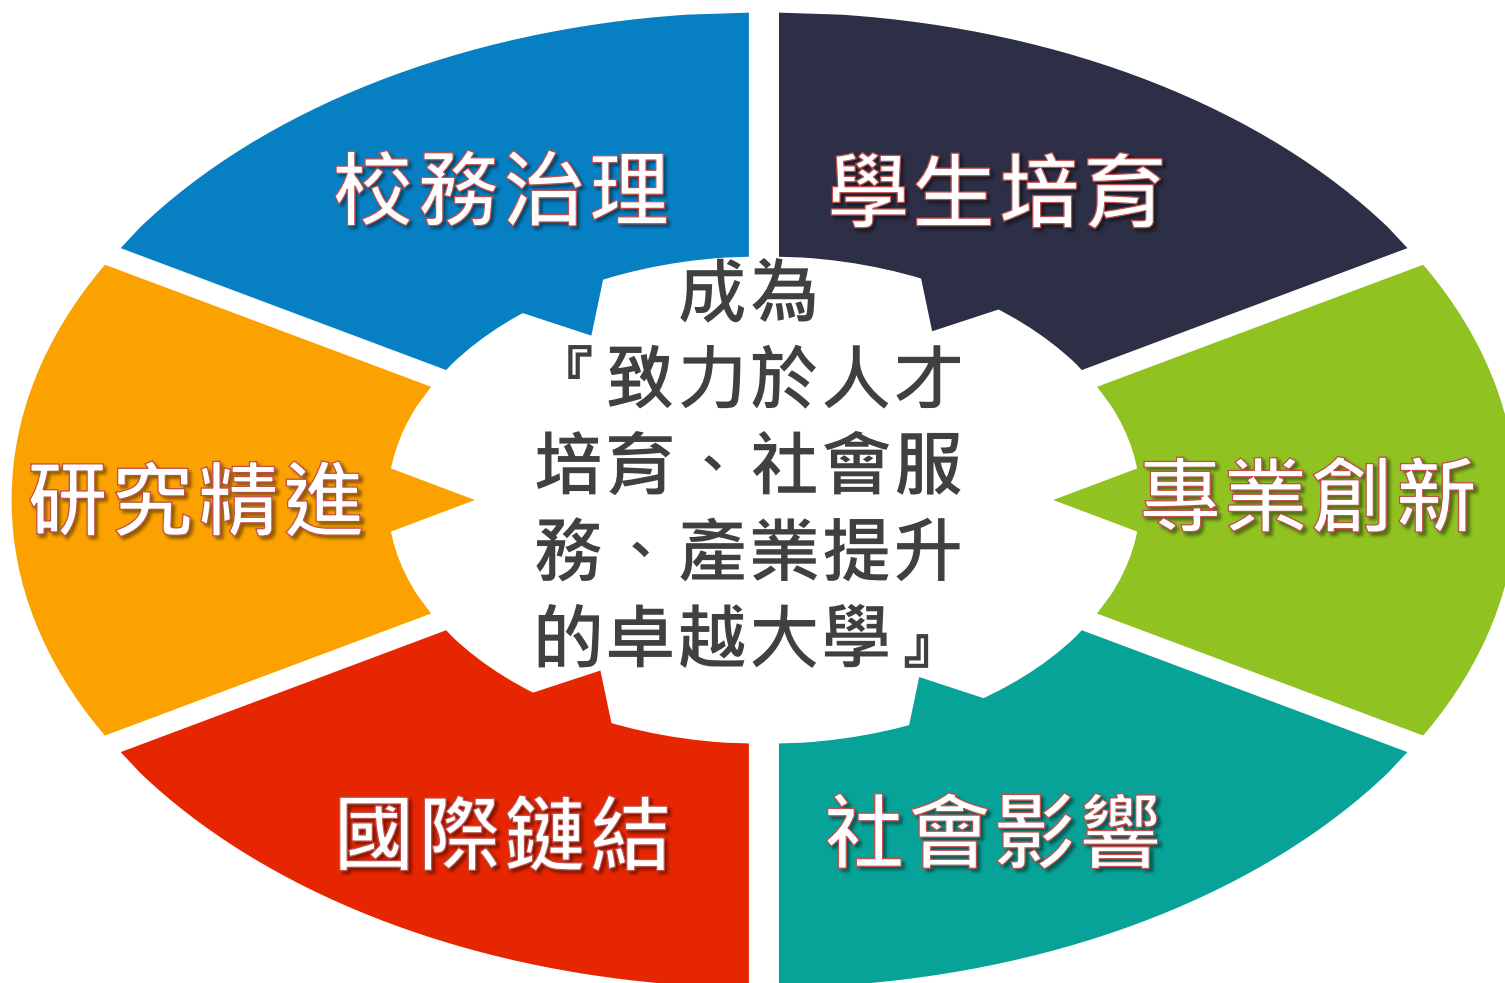 校務治理
學生培育
成為
『致力於人才
培育、社會服
務、產業提升
的卓越大學』
研究精進
專業創新
國際鏈結
社會影響